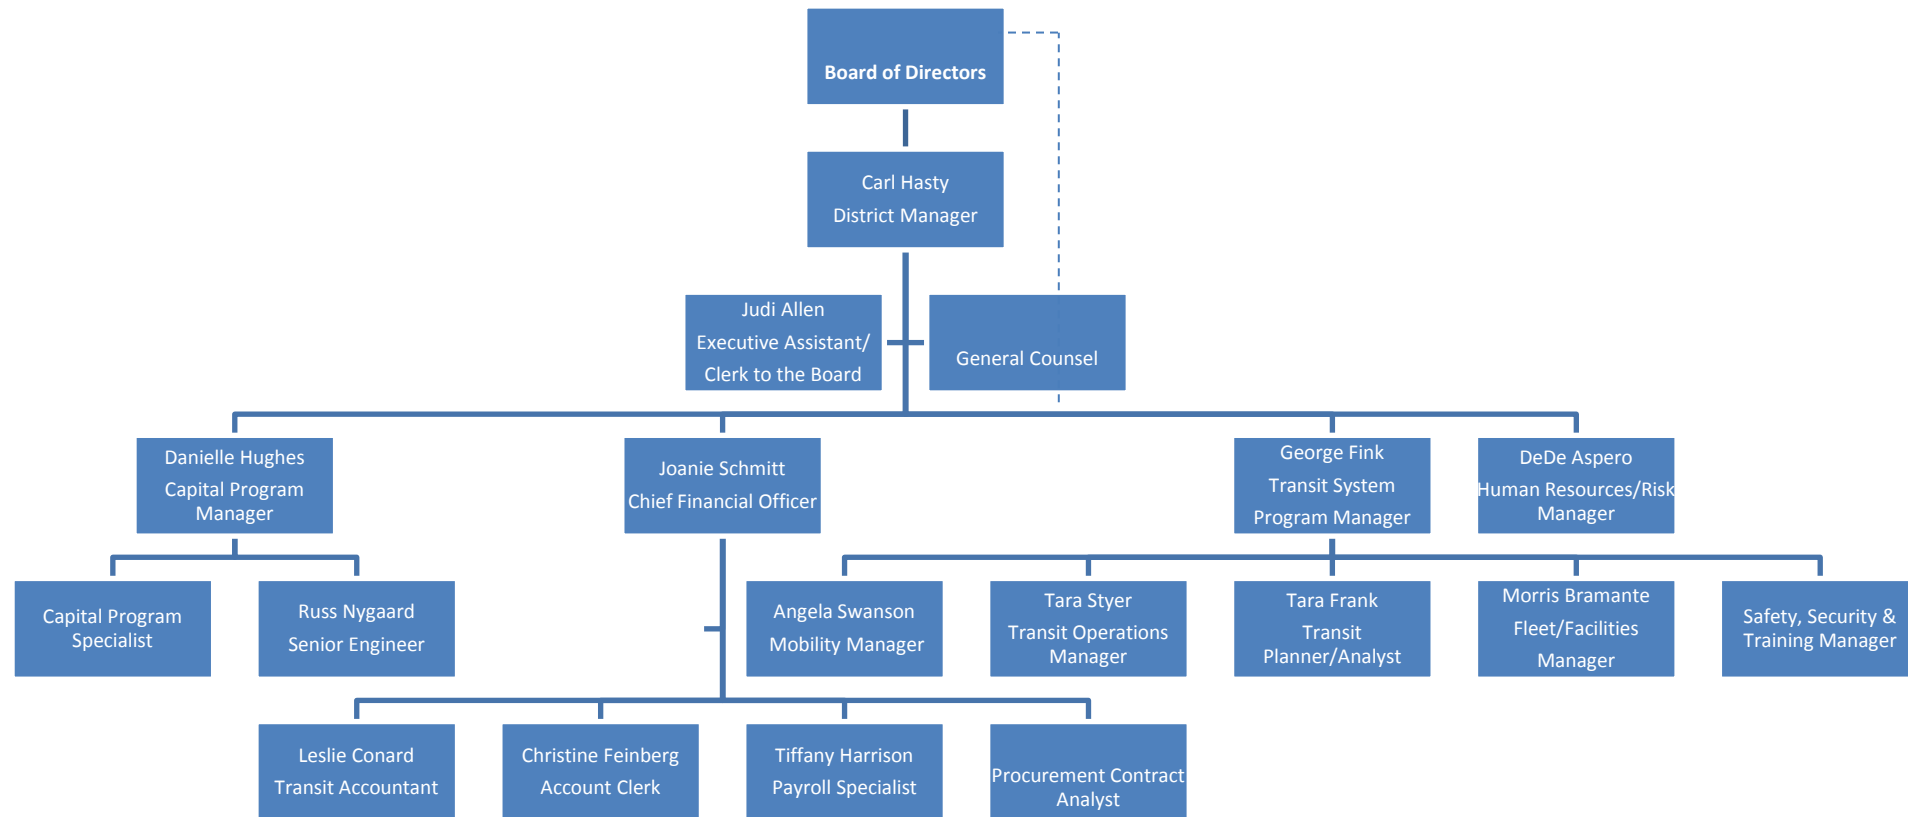 Board of Directors
Carl Hasty
District Manager
Judi Allen
Executive Assistant/
Clerk to the Board
General Counsel
Danielle Hughes
Capital Program
Manager
Joanie Schmitt
Chief Financial Officer
George Fink
Transit System
Program Manager
DeDe Aspero
Human Resources/Risk
Manager
Capital Program
Specialist
Russ Nygaard
Senior Engineer
Angela Swanson
Mobility Manager
Tara Styer
Transit Operations
Manager
Tara Frank
Transit
Planner/Analyst
Morris Bramante
Fleet/Facilities
Manager
Safety, Security &
Training Manager
Leslie Conard
Transit Accountant
Christine Feinberg
Account Clerk
Tiffany Harrison
Payroll Specialist
Procurement Contract
Analyst